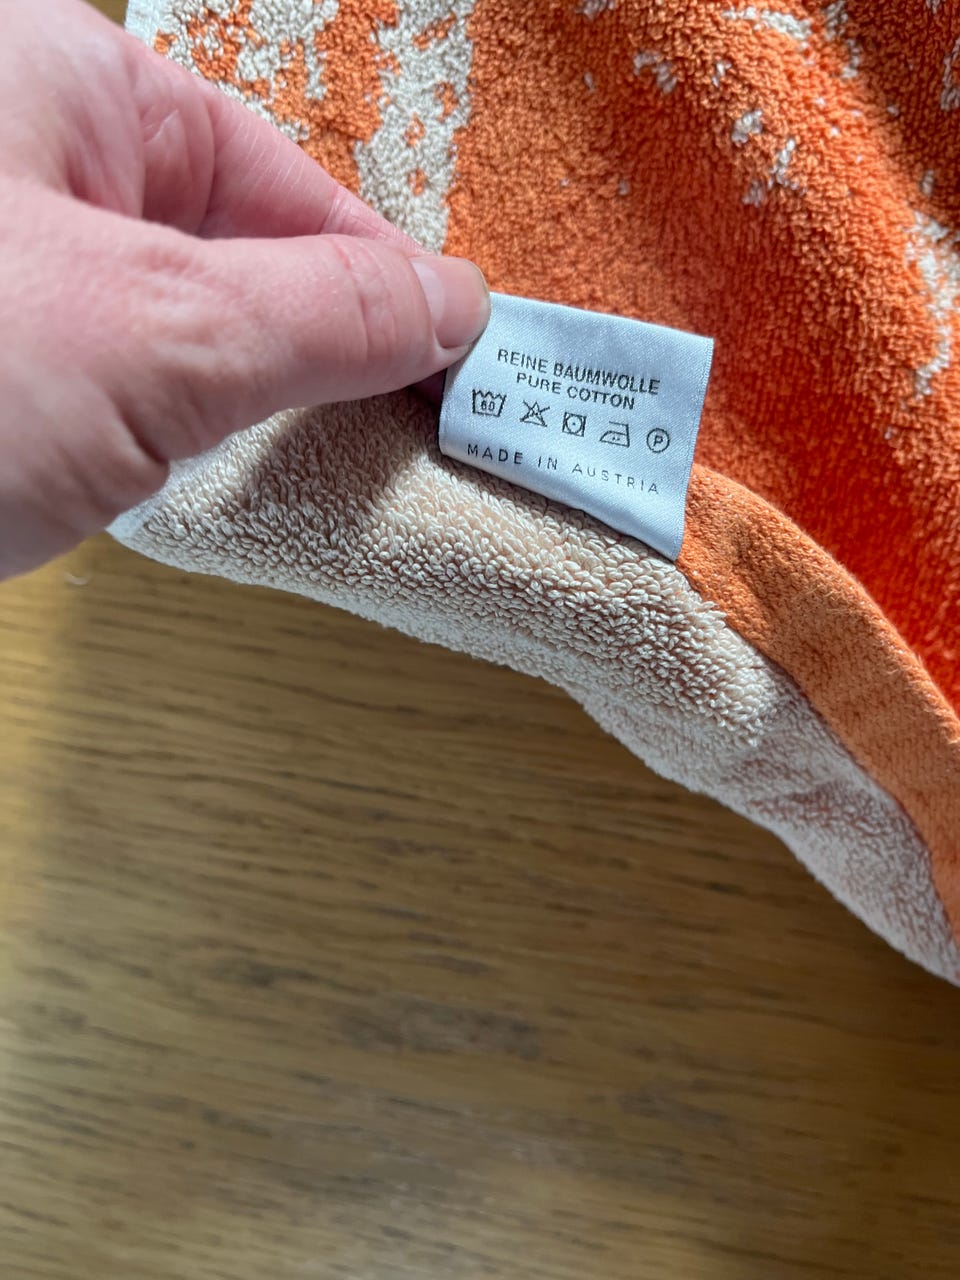 REINE BAUMWOLLE
PURE COTTON
60 P
MADE IN AUSTRIA